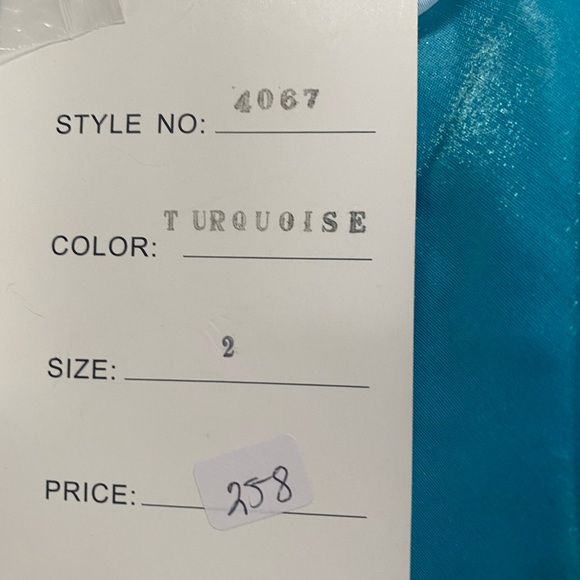 STYLE NO: 4067
COLOR: TURQUOISE
SIZE: 2
PRICE: 258